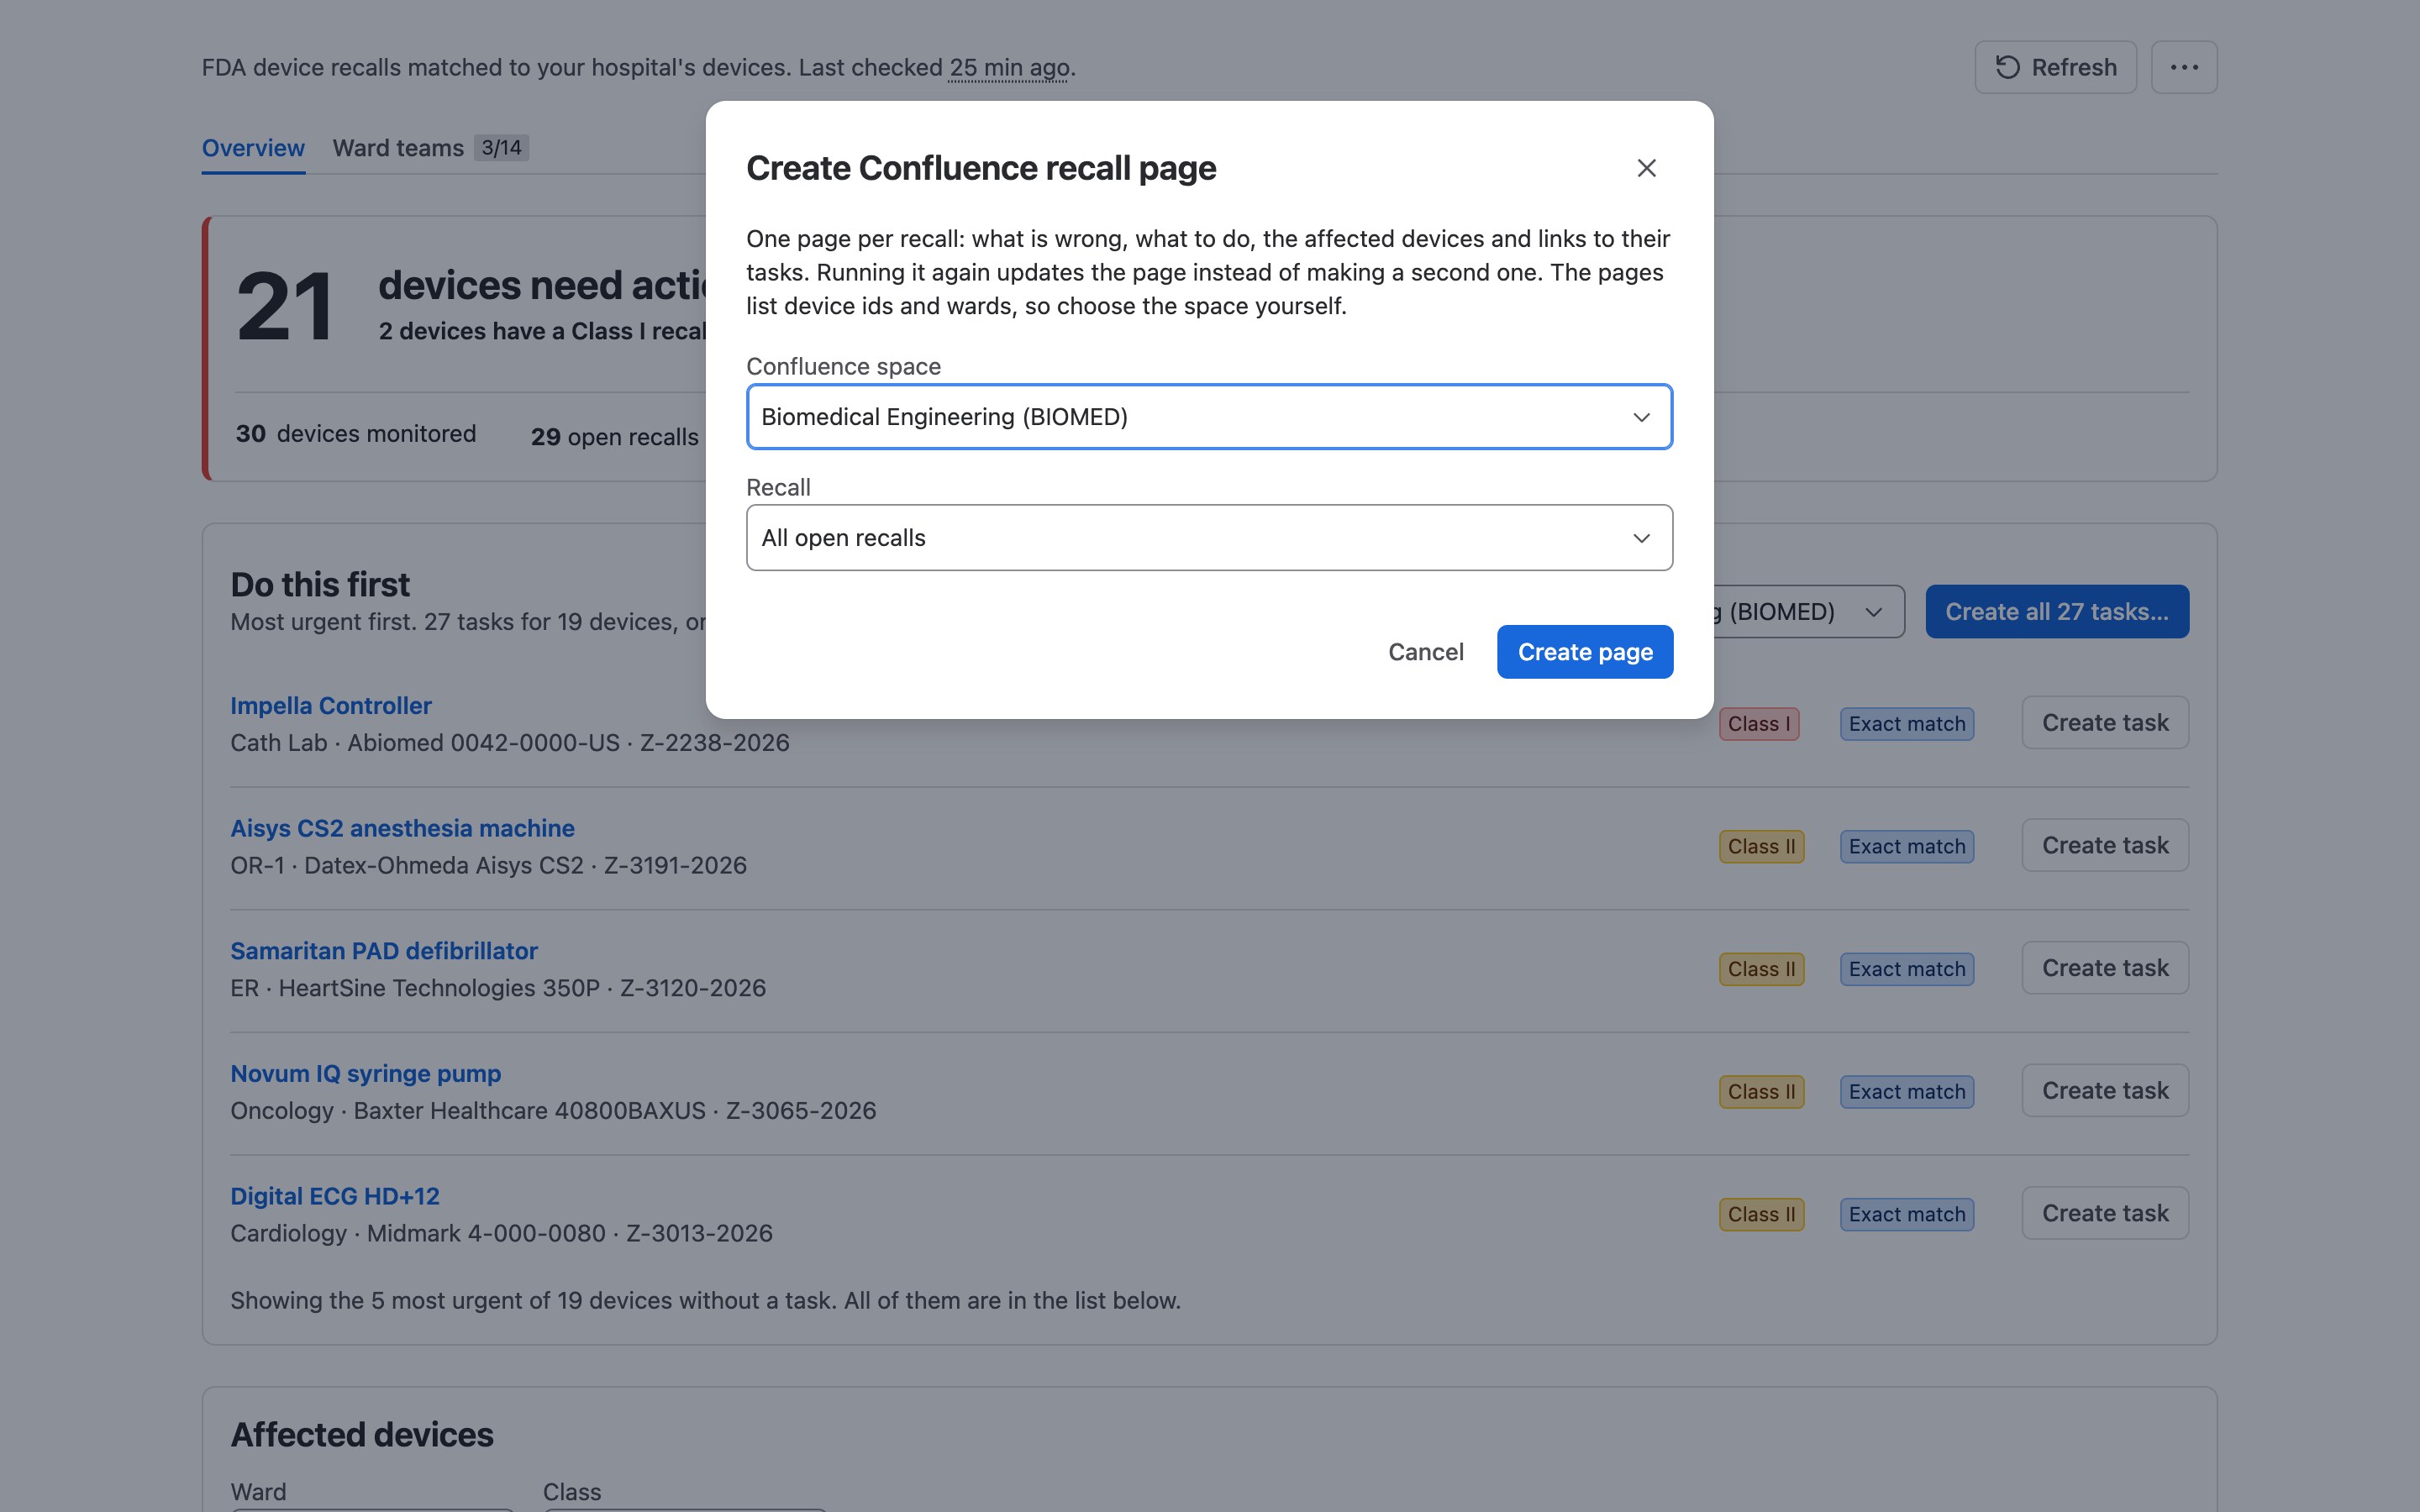 FDA device recalls matched to your hospital's devices. Last checked 25 min ago.
Refresh
Overview
Ward teams 3/14
21
devices need
2 devices have a Class I
30 devices monitored
29 open recalls
Create Confluence recall page
One page per recall: what is wrong, what to do, the affected devices and links to their
tasks. Running it again updates the page instead of making a second one. The pages
list device ids and wards, so choose the space yourself.
Confluence space
Biomedical Engineering (BIOMED)
Recall
All open recalls
Cancel
Create page
Do this first
Most urgent first. 27 tasks for 19 devices,
(BIOMED)
Create all 27 tasks...
Impella Controller
Cath Lab · Abiomed 0042-0000-US · Z-2238-2026
Class I
Exact match
Create task
Aisys CS2 anesthesia machine
OR-1 · Datex-Ohmeda Aisys CS2 · Z-3191-2026
Class II
Exact match
Create task
Samaritan PAD defibrillator
ER · HeartSine Technologies 350P · Z-3120-2026
Class II
Exact match
Create task
Novum IQ syringe pump
Oncology · Baxter Healthcare 40800BAXUS · Z-3065-2026
Class II
Exact match
Create task
Digital ECG HD+12
Cardiology · Midmark 4-000-0080 · Z-3013-2026
Class II
Exact match
Create task
Showing the 5 most urgent of 19 devices without a task. All of them are in the list below.
Affected devices
Ward
Class